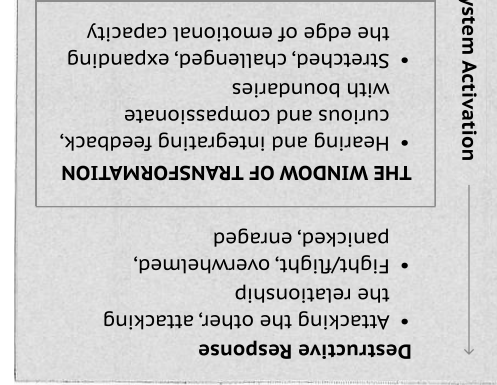 Destructive Response
• Attacking the other, attacking
the relationship
• Fight/flight, overwhelmed,
panicked, enraged
THE WINDOW OF TRANSFORMATION
• Hearing and integrating feedback,
curious and compassionate
with boundaries
• Stretched, challenged, expanding
the edge of emotional capacity
ystem Activation